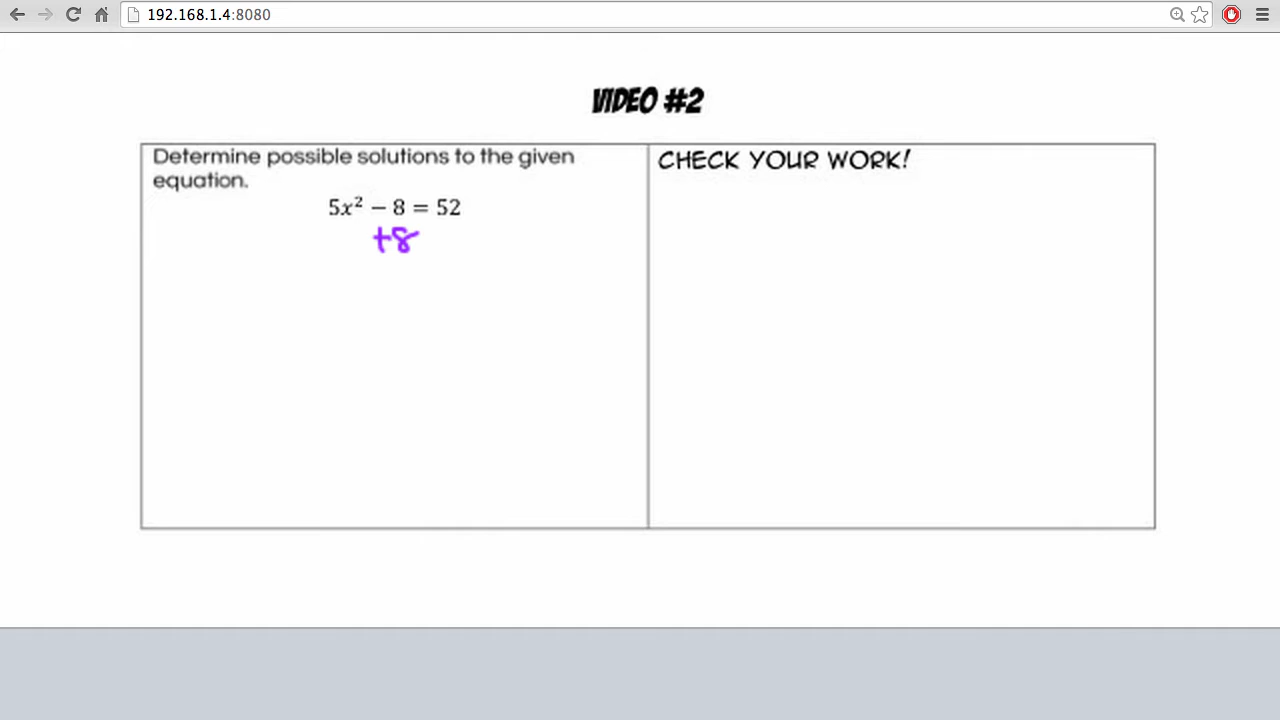 192.168.1.4:8080
VIDEO #2
Determine possible solutions to the given
equation.
5x² − 8 = 52
+8
CHECK YOUR WORK!